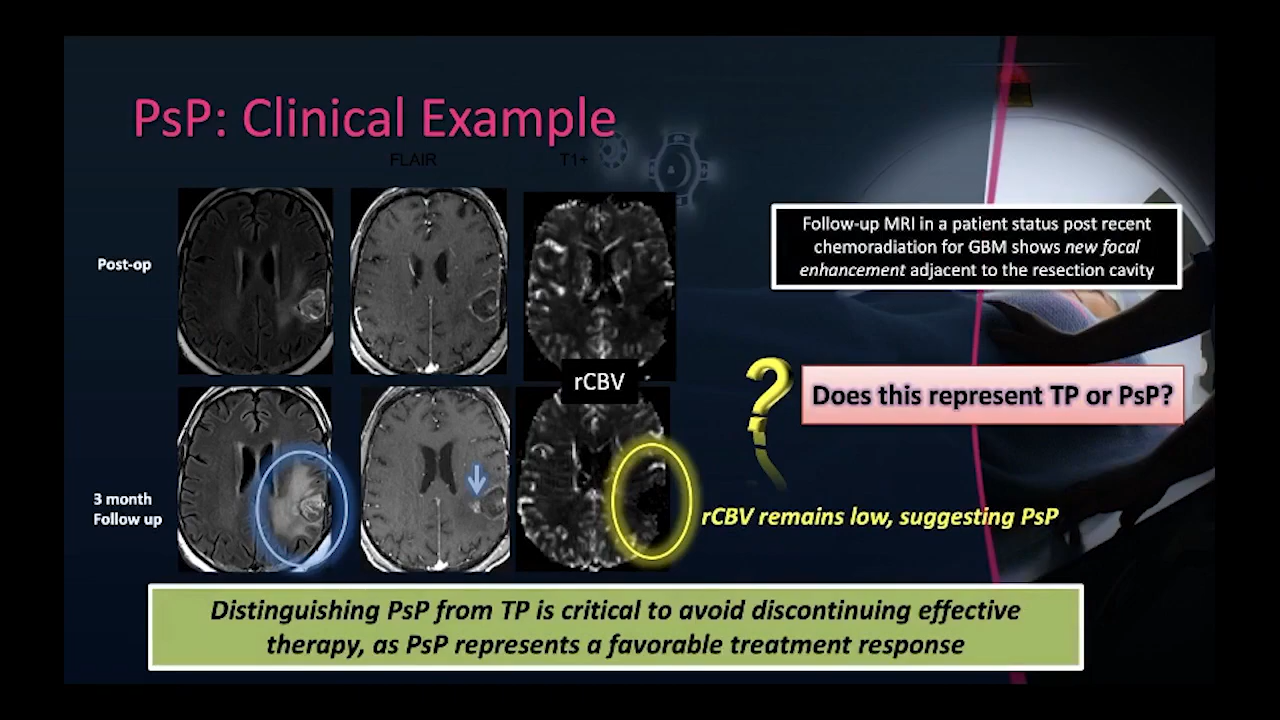 PsP: Clinical Example
FLAIR
T1+
Post-op
Follow-up MRI in a patient status post recent
chemoradiation for GBM shows new focal
enhancement adjacent to the resection cavity
rCBV
Does this represent TP or PsP?
3 month
Follow up
rCBV remains low, suggesting PsP
Distinguishing PsP from TP is critical to avoid discontinuing effective
therapy, as PsP represents a favorable treatment response